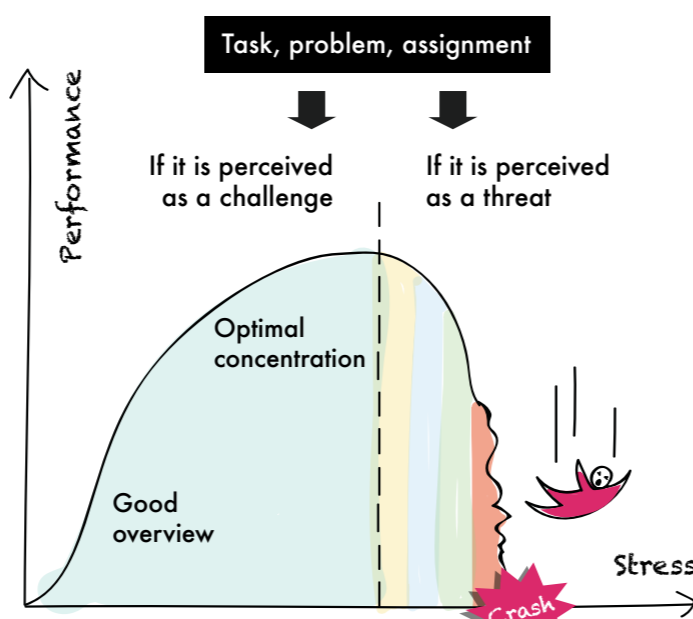 Task, problem, assignment
If it is perceived
as a challenge
If it is perceived
as a threat
Performance
Optimal
concentration
Good
overview
Stress
Crash